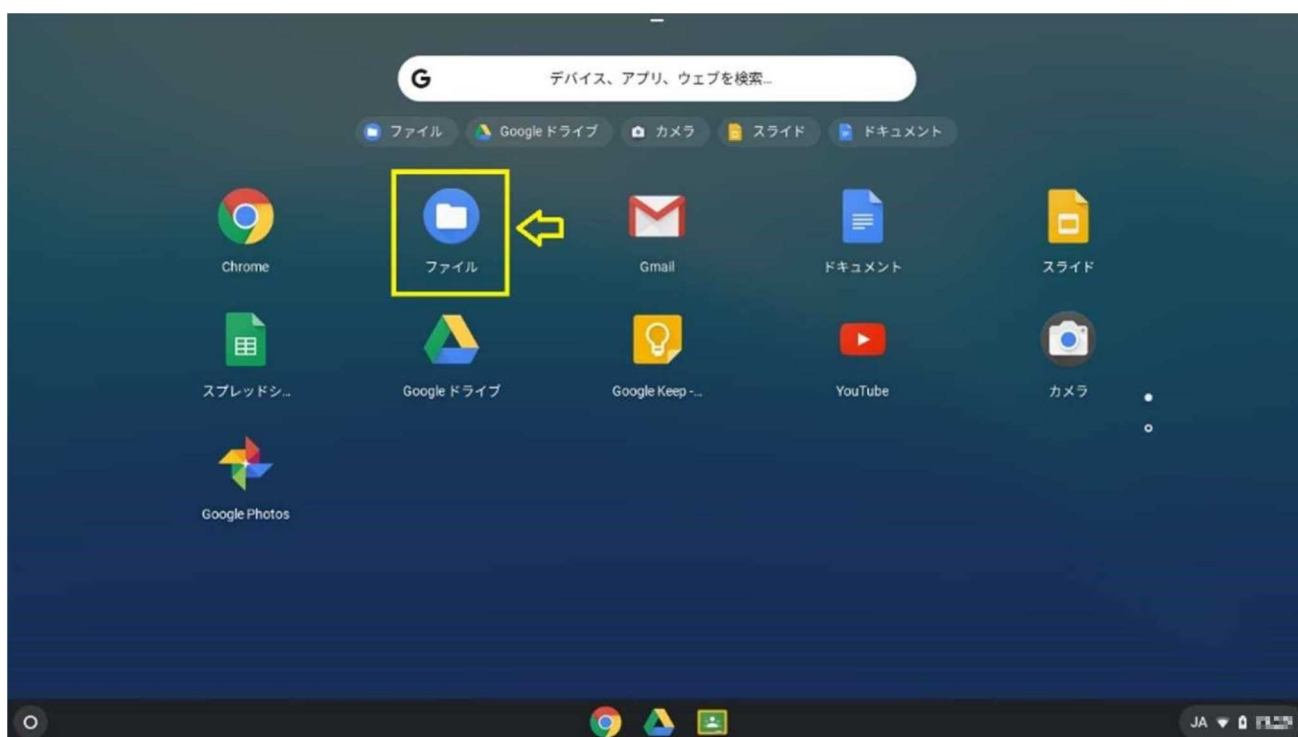 デバイス、アプリ、ウェブを検索...
ファイル Google ドライブ カメラ スライド ドキュメント
Chrome ファイル Gmail ドキュメント スライド
スプレッドシ... Google ドライブ Google Keep -... YouTube カメラ
Google Photos
JA